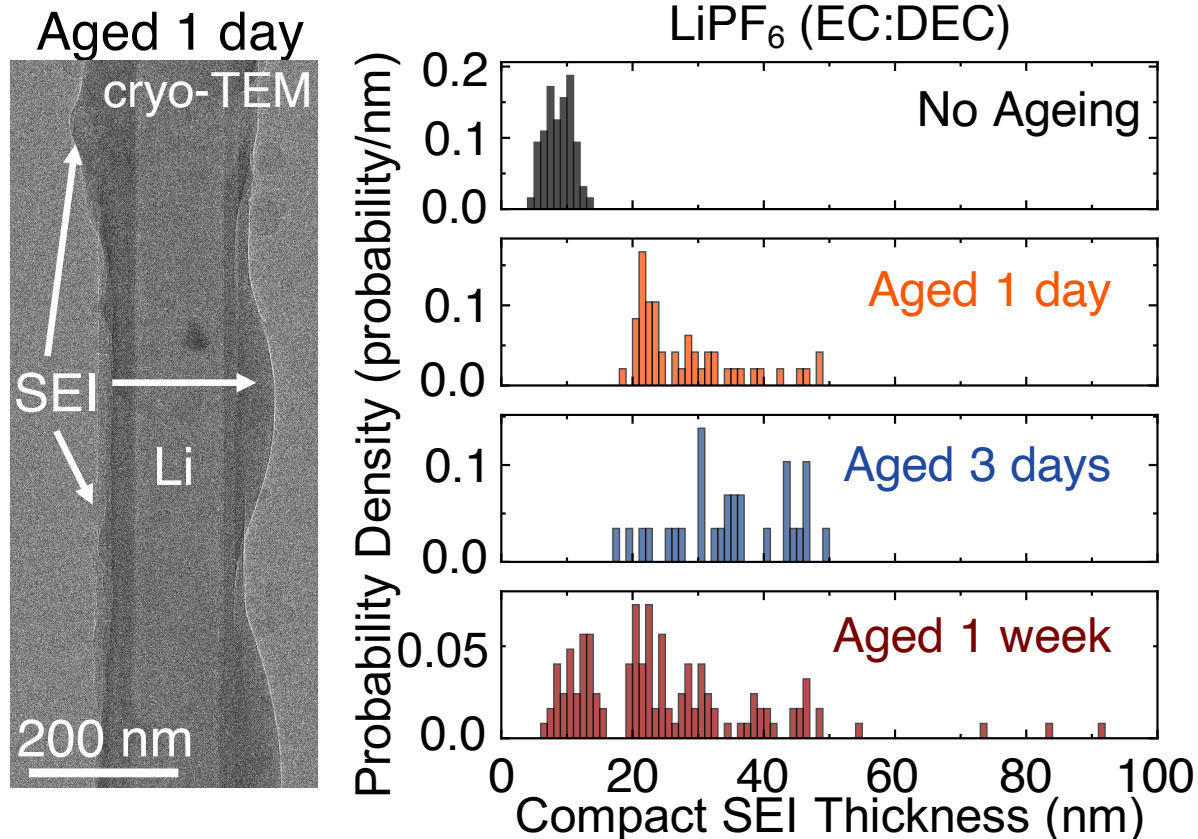 Aged 1 day
cryo-TEM
SEI
Li
200 nm
LiPF6 (EC:DEC)
Probability Density (probability/nm)
0.2
0.1
0.0
No Ageing
0.1
0.0
Aged 1 day
0.1
0.0
Aged 3 days
0.05
0.0
Aged 1 week
0 20 40 60 80 100
Compact SEI Thickness (nm)